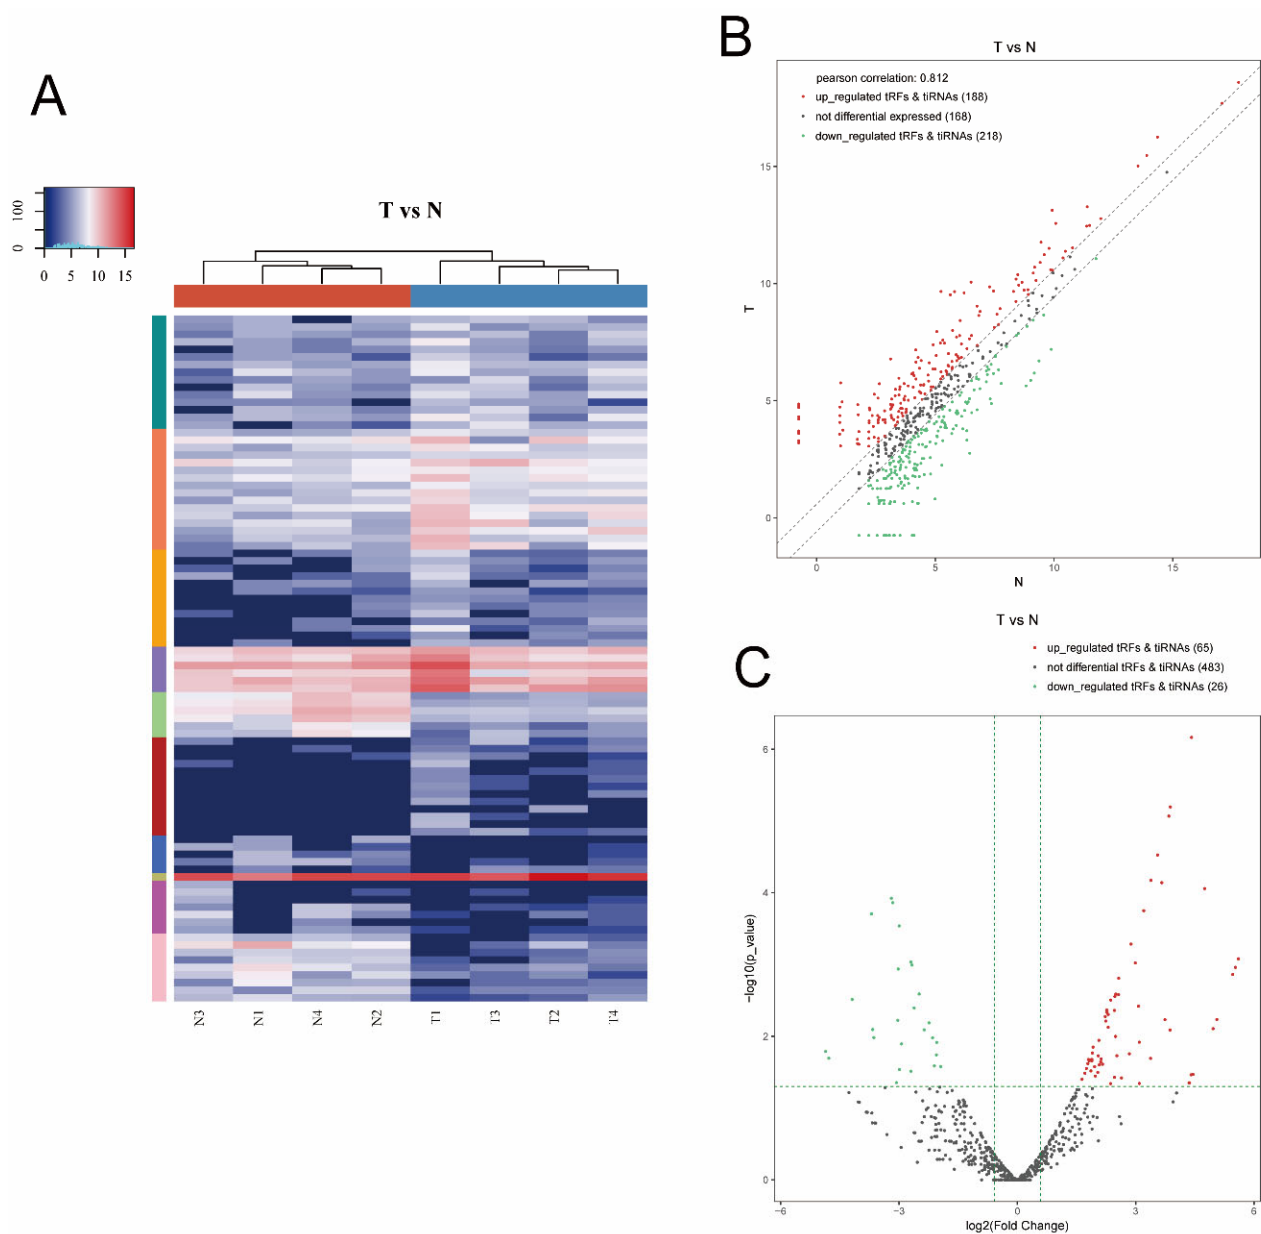 A
100
0
0 5 10 15
T vs N
N3 N1 N4 N2 T1 T3 T2 T4
B
T vs N
pearson correlation: 0.812
up_regulated tRFs & tiRNAs (188)
not differential expressed (168)
down_regulated tRFs & tiRNAs (218)
15
10
5
0
T
0 5 10 15
N
C
T vs N
up_regulated tRFs & tiRNAs (65)
not differential tRFs & tiRNAs (483)
down_regulated tRFs & tiRNAs (26)
6
4
2
0
−log10(p_value)
−6 −3 0 3 6
log2(Fold Change)